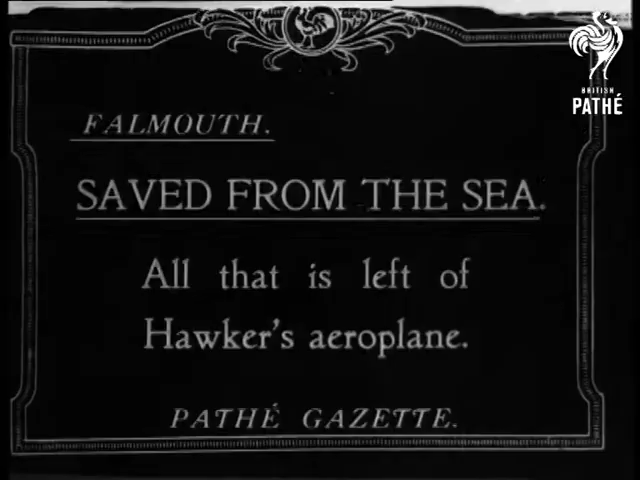 BRITISH
PATHÉ
FALMOUTH.
SAVED FROM THE SEA.
All that is left of
Hawker's aeroplane.
PATHÉ GAZETTE.